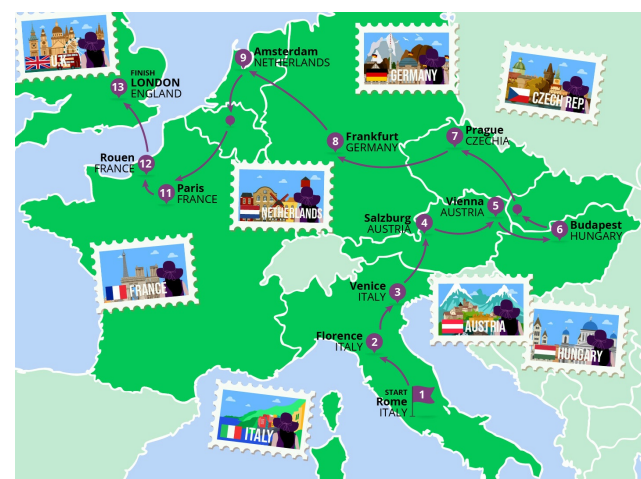 U.K.
FINISH
13
LONDON
ENGLAND
9
Amsterdam
NETHERLANDS
GERMANY
CZECH REP.
Rouen
FRANCE
12
11
Paris
FRANCE
8
Frankfurt
GERMANY
7
Prague
CZECHIA
NETHERLANDS
Salzburg
AUSTRIA
4
Vienna
AUSTRIA
5
6
Budapest
HUNGARY
FRANCE
Venice
ITALY
3
Florence
ITALY
2
AUSTRIA
HUNGARY
START
Rome
ITALY
1
ITALY